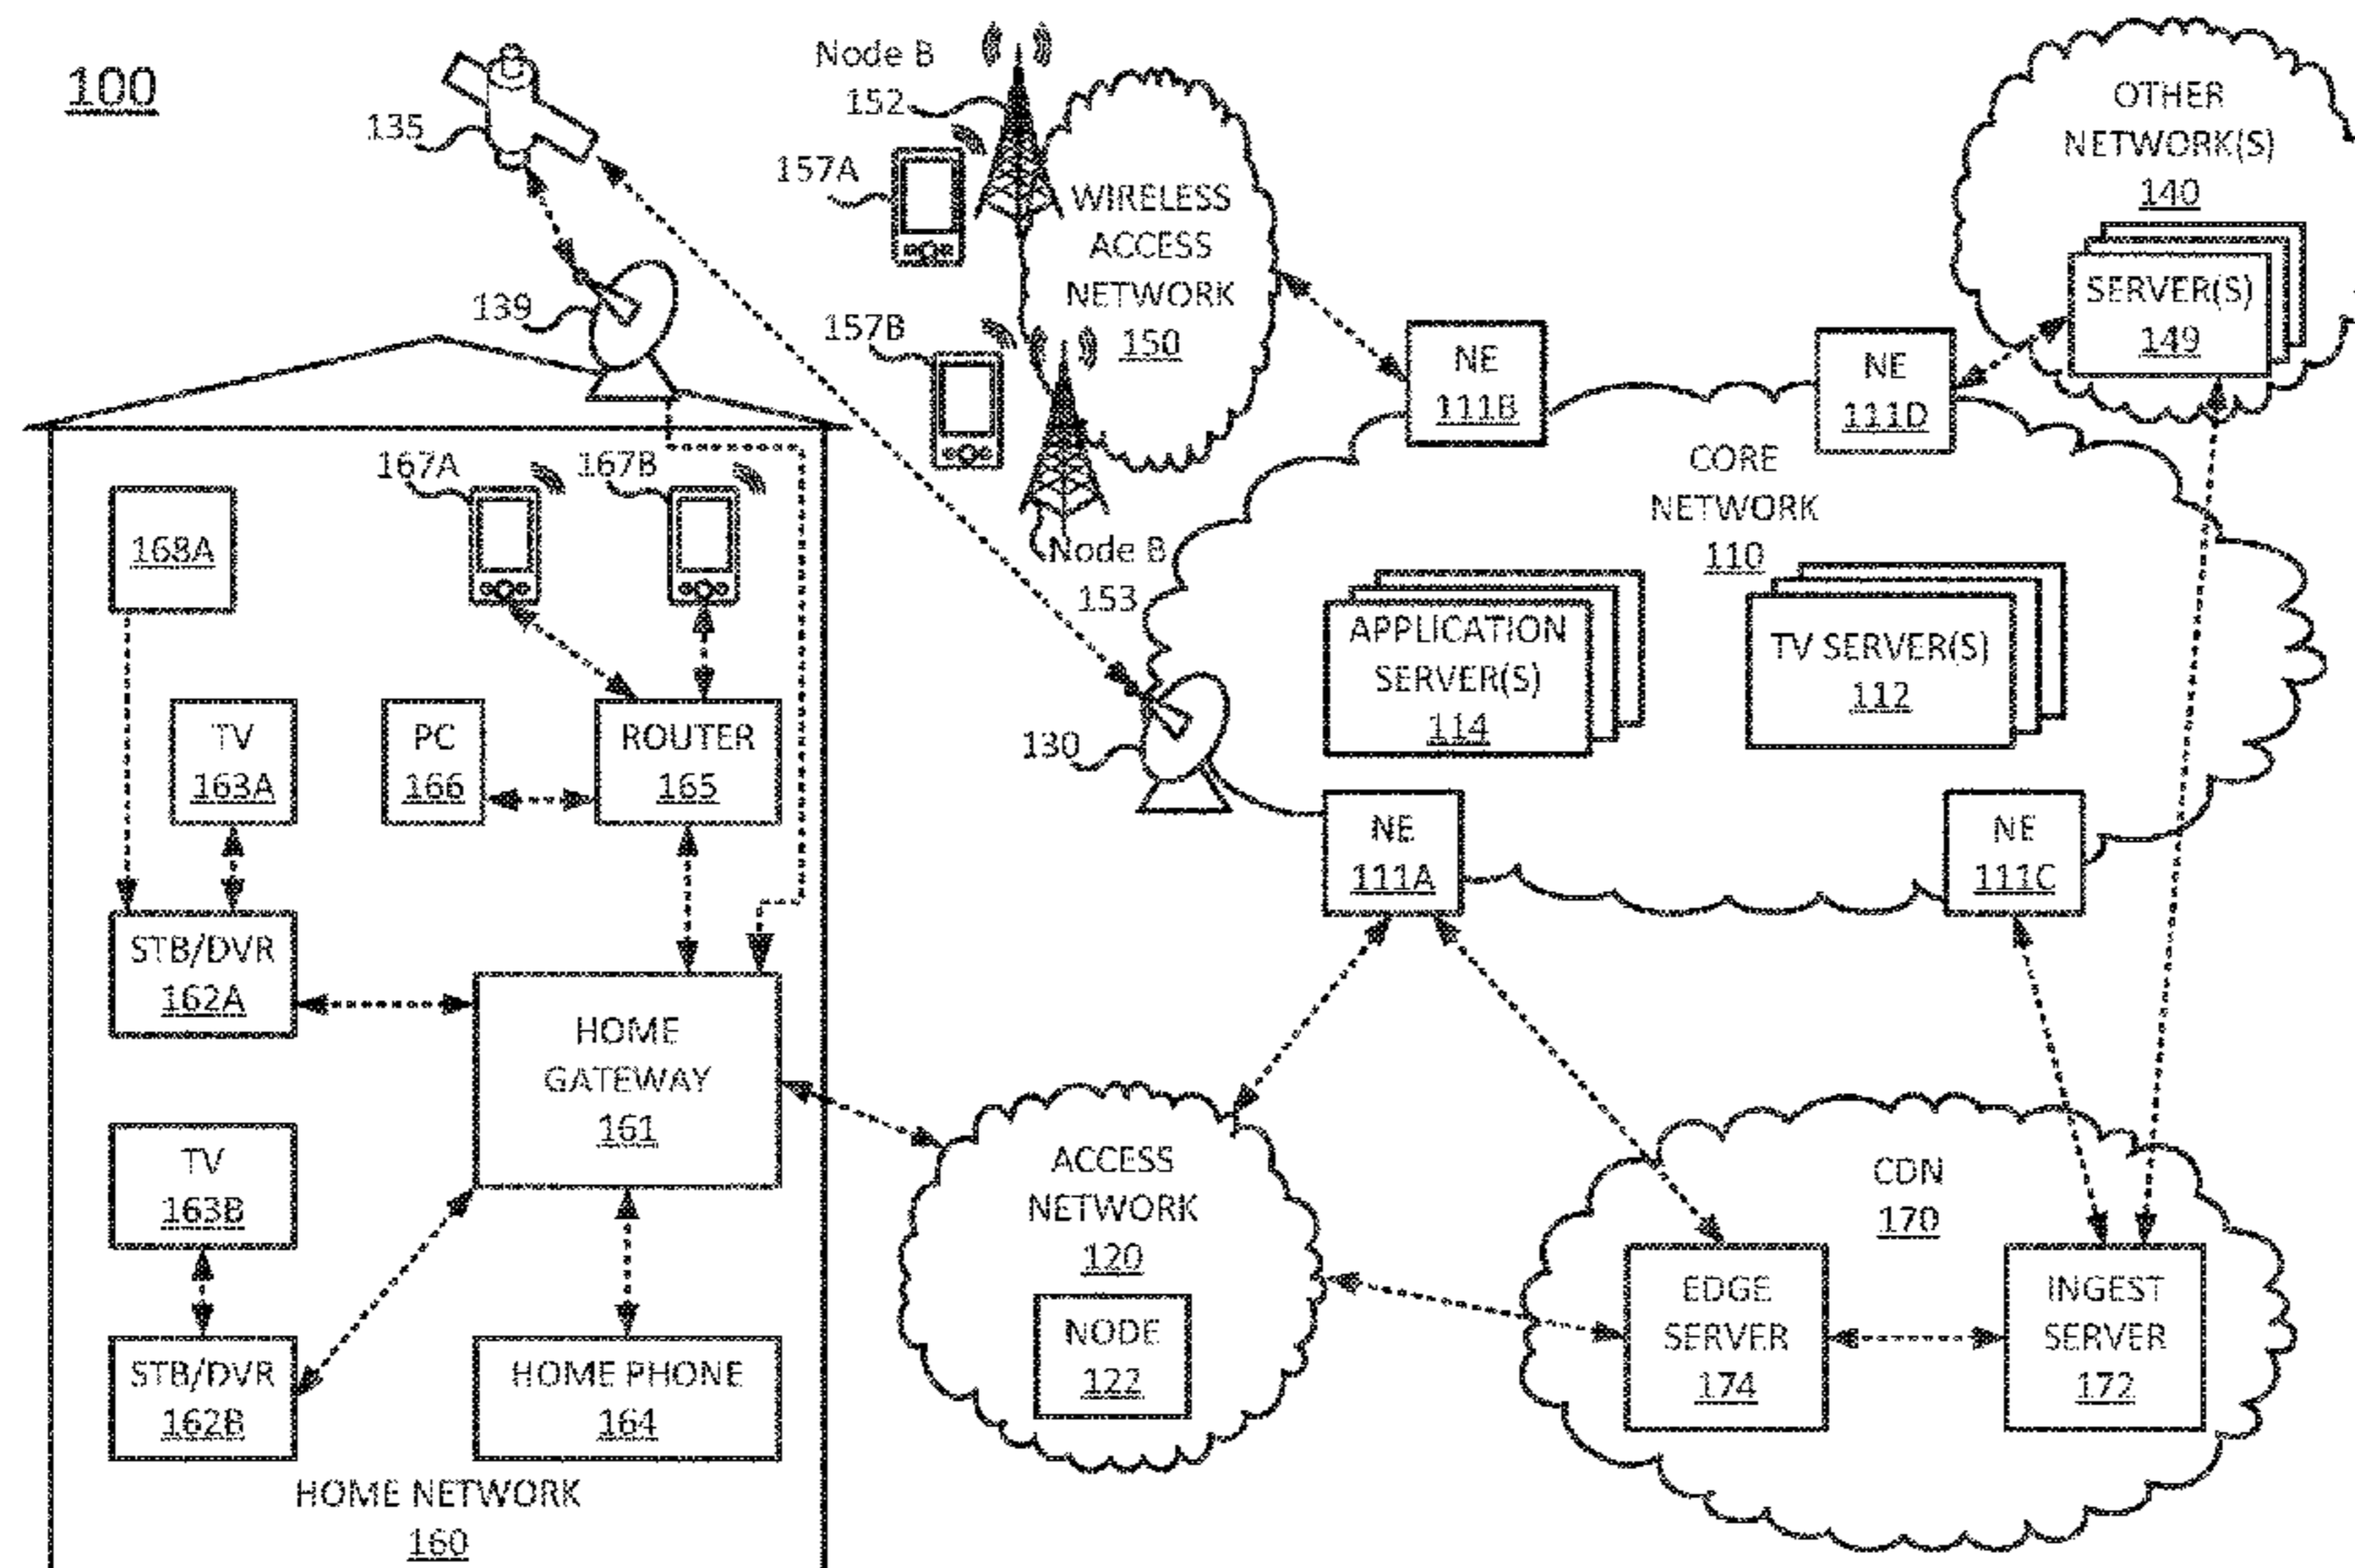 100
135
139
Node B
152
157A
157B
WIRELESS
ACCESS
NETWORK
150
Node B
153
OTHER
NETWORK(S)
140
SERVER(S)
149
NE
111B
NE
111D
CORE
NETWORK
110
APPLICATION
SERVER(S)
114
TV SERVER(S)
112
130
NE
111A
NE
111C
167A
167B
168A
TV
163A
PC
166
ROUTER
165
STB/DVR
162A
HOME
GATEWAY
161
TV
163B
STB/DVR
162B
HOME PHONE
164
HOME NETWORK
160
ACCESS
NETWORK
120
NODE
122
CDN
170
EDGE
SERVER
174
INGEST
SERVER
172